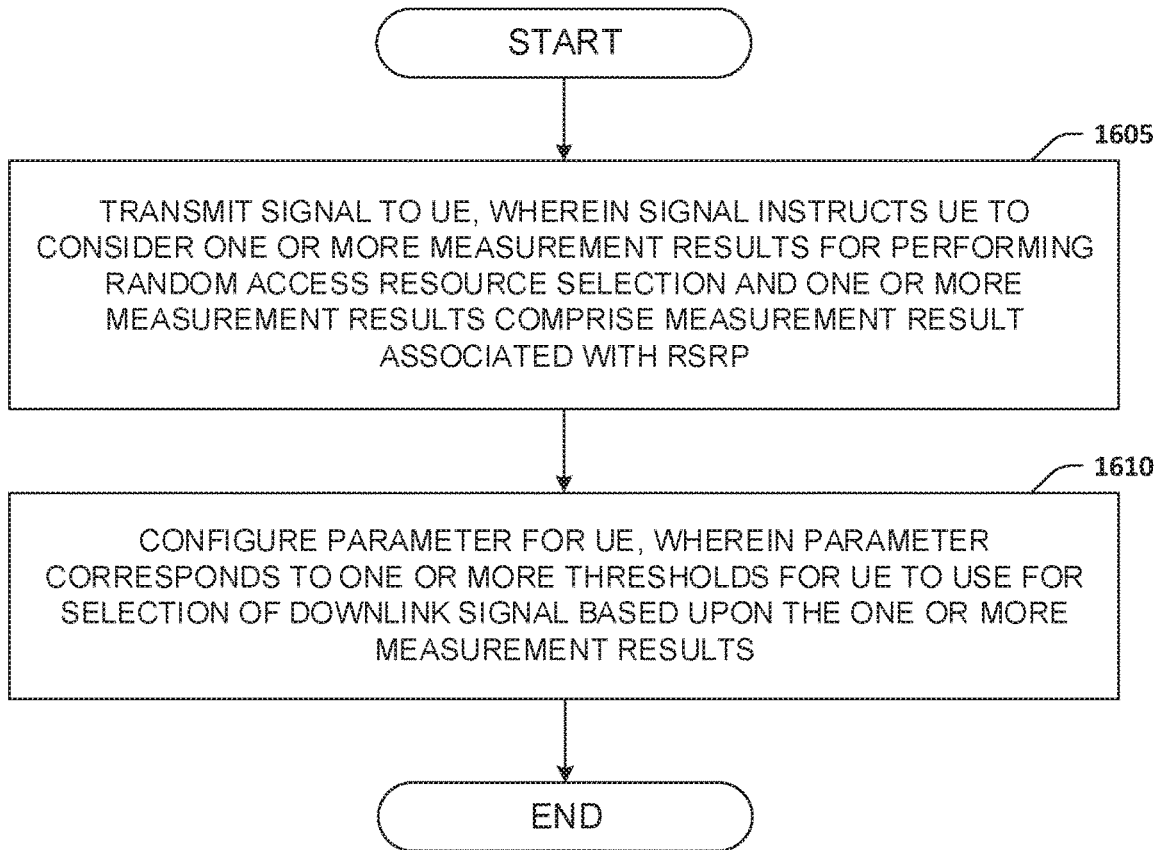 START
1605
TRANSMIT SIGNAL TO UE, WHEREIN SIGNAL INSTRUCTS UE TO
CONSIDER ONE OR MORE MEASUREMENT RESULTS FOR PERFORMING
RANDOM ACCESS RESOURCE SELECTION AND ONE OR MORE
MEASUREMENT RESULTS COMPRISE MEASUREMENT RESULT
ASSOCIATED WITH RSRP
1610
CONFIGURE PARAMETER FOR UE, WHEREIN PARAMETER
CORRESPONDS TO ONE OR MORE THRESHOLDS FOR UE TO USE FOR
SELECTION OF DOWNLINK SIGNAL BASED UPON THE ONE OR MORE
MEASUREMENT RESULTS
END